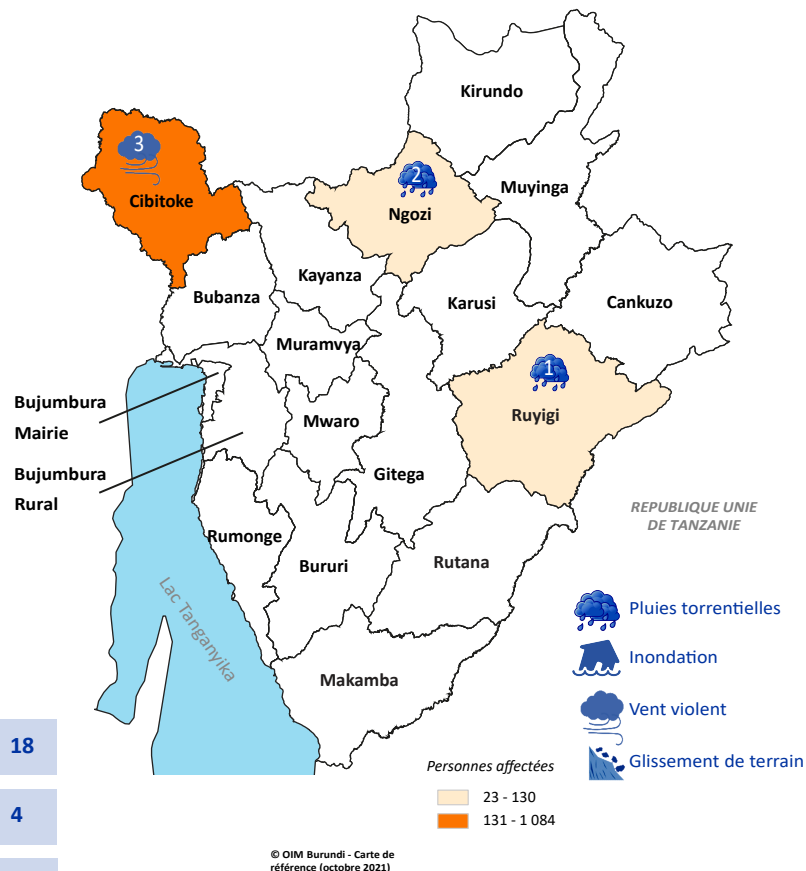 Kirundo
3
2
Muyinga
Cibitoke
Ngozi
Kayanza
Bubanza
Karusi
Cankuzo
Muramvya
1
Bujumbura
Mairie
Mwaro
Ruyigi
Gitega
Bujumbura
Rural
REPUBLIQUE UNIE
DE TANZANIE
Rumonge
Bururi
Rutana
Lac Tanganyika
Makamba
Pluies torrentielles
Inondation
Vent violent
Glissement de terrain
18
4
Personnes affectées
23 - 130
131 - 1 084
© OIM Burundi - Carte de
référence (octobre 2021)